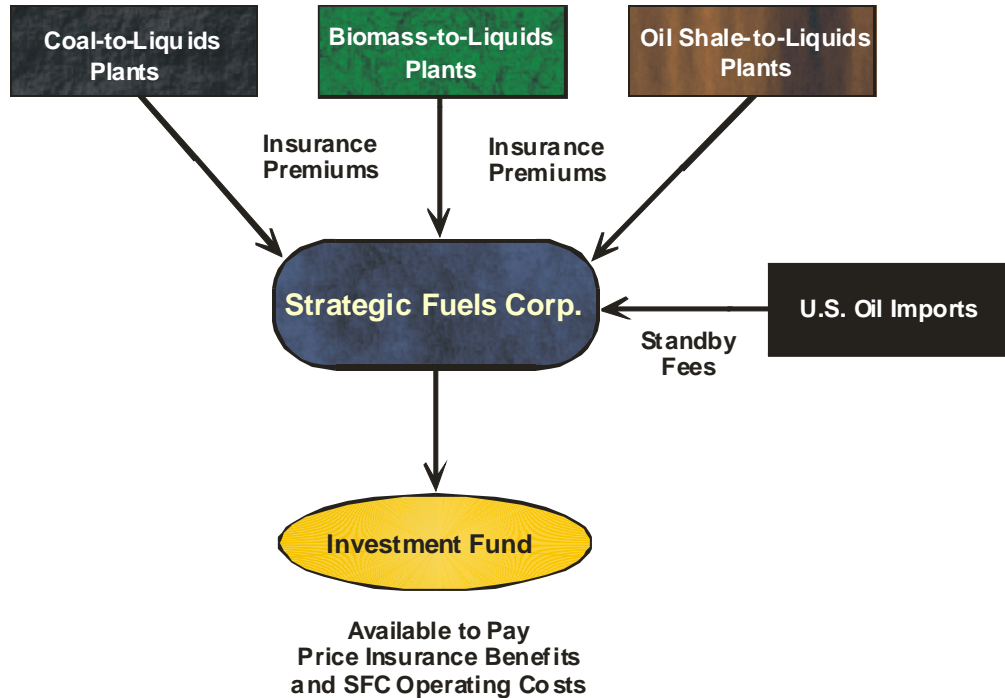 Coal-to-Liquids
Plants
Biomass-to-Liquids
Plants
Oil Shale-to-Liquids
Plants
Insurance
Premiums
Insurance
Premiums
Strategic Fuels Corp.
U.S. Oil Imports
Standby
Fees
Investment Fund
Available to Pay
Price Insurance Benefits
and SFC Operating Costs